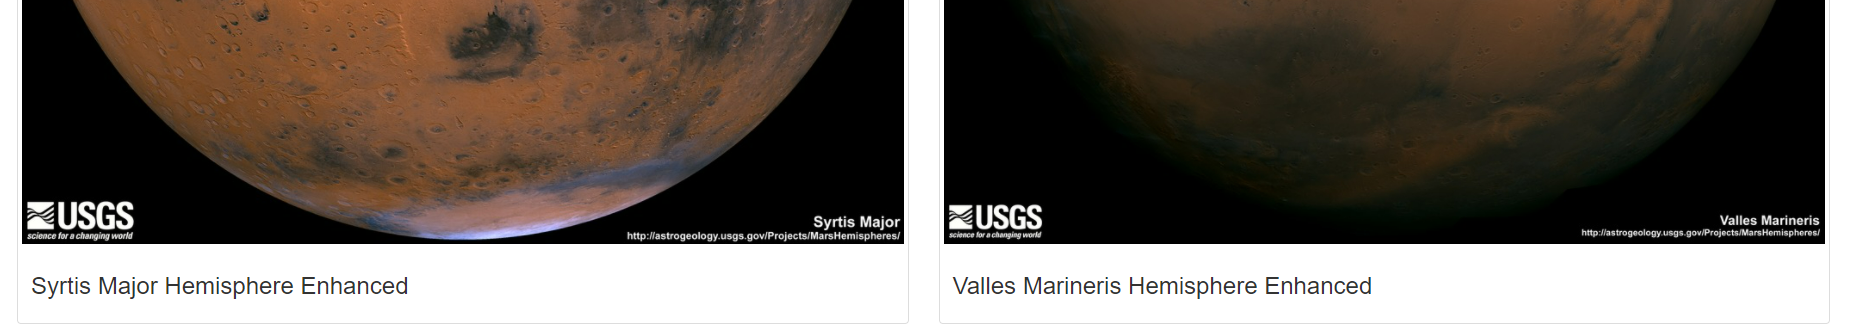 USGS
science for a changing world
Syrtis Major
http://astrogeology.usgs.gov/Projects/MarsHemispheres/
Syrtis Major Hemisphere Enhanced
USGS
science for a changing world
Valles Marineris
http://astrogeology.usgs.gov/Projects/MarsHemispheres/
Valles Marineris Hemisphere Enhanced